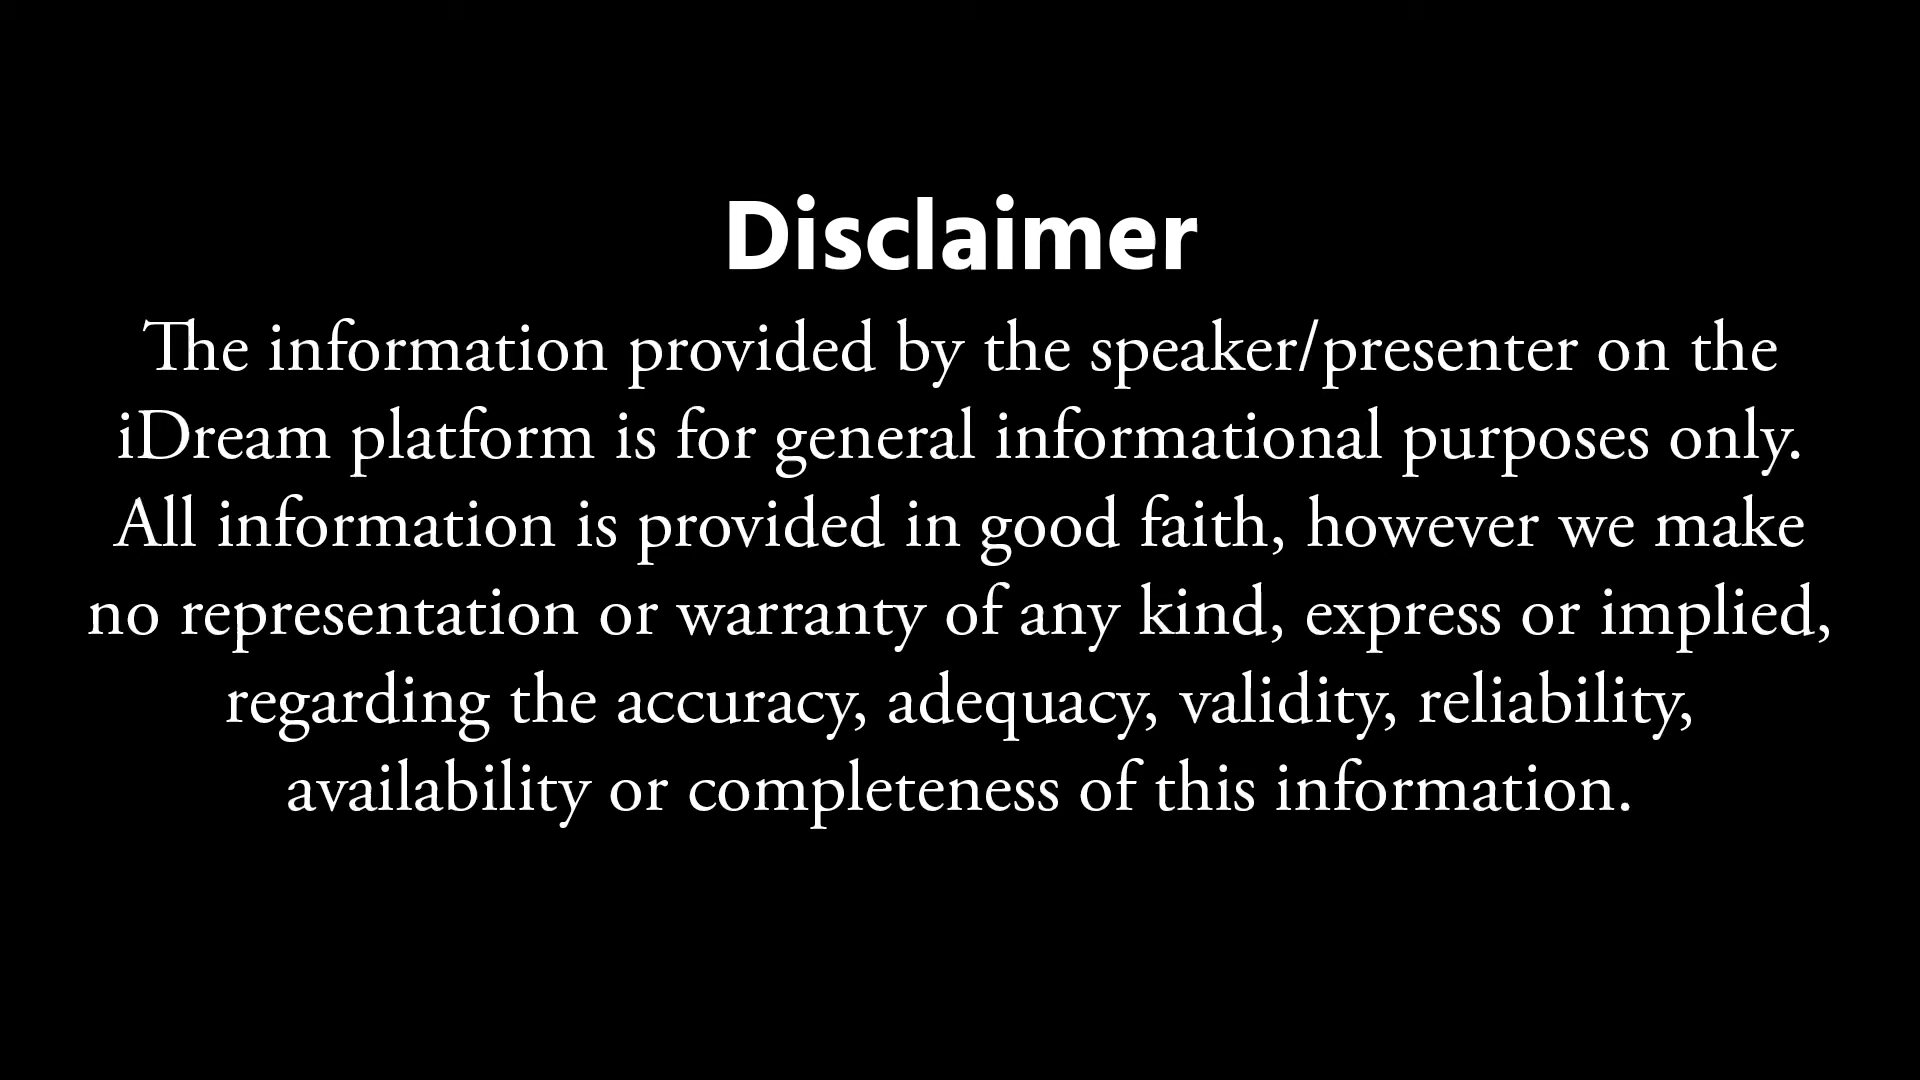 Disclaimer
The information provided by the speaker/presenter on the
iDream platform is for general informational purposes only.
All information is provided in good faith, however we make
no representation or warranty of any kind, express or implied,
regarding the accuracy, adequacy, validity, reliability,
availability or completeness of this information.